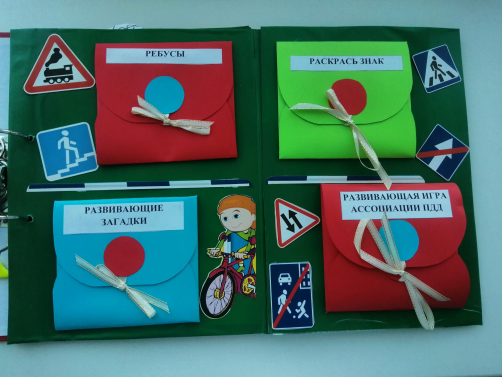 РЕБУСЫ
РАСКРАСЬ ЗНАК
РАЗВИВАЮЩИЕ
ЗАГАДКИ
РАЗВИВАЮЩАЯ ИГРА
АССОЦИАЦИИ ПДД